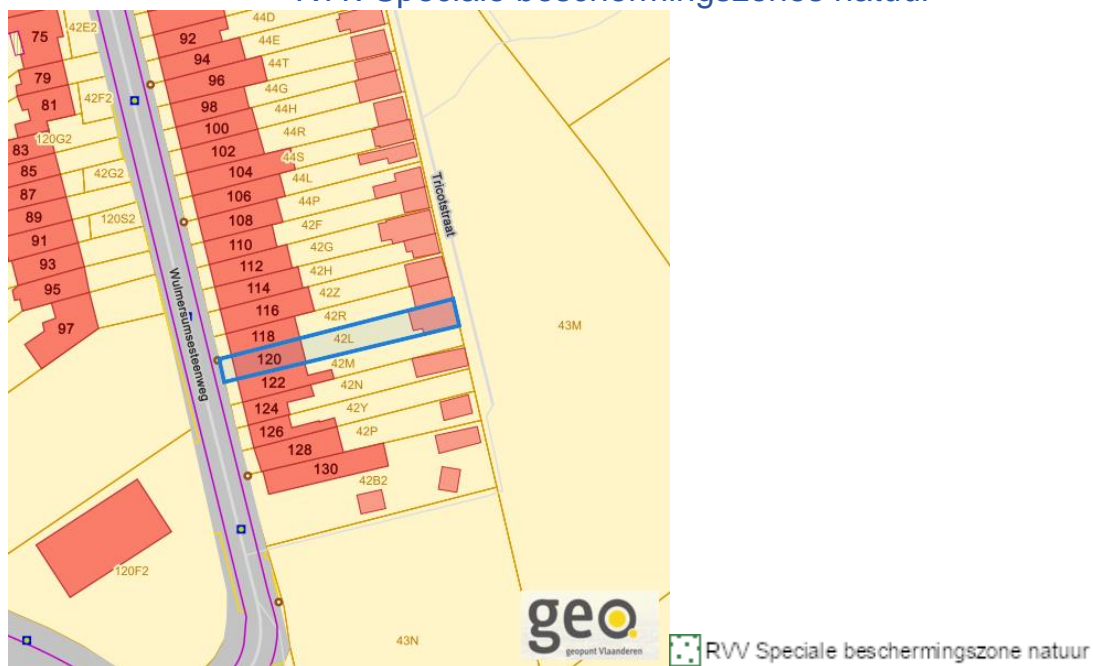 RVV Speciale beschermingszones natuur
75
42E2
92
44D
44E
94
44T
79
96
42F2
44G
81
98
44H
100
120G2
44R
83
102
44S
85
42G2
104
44L
87
106
44P
Tricotstraat
89
120S2
108
42F
91
110
42G
93
112
42H
95
114
42Z
Wulmersumsesteenweg
116
42R
97
118
42L
43M
120
42M
122
42N
124
42Y
126
42P
128
130
42B2
120F2
43N
geo.
geopunt Vlaanderen
RVV Speciale beschermingszone natuur